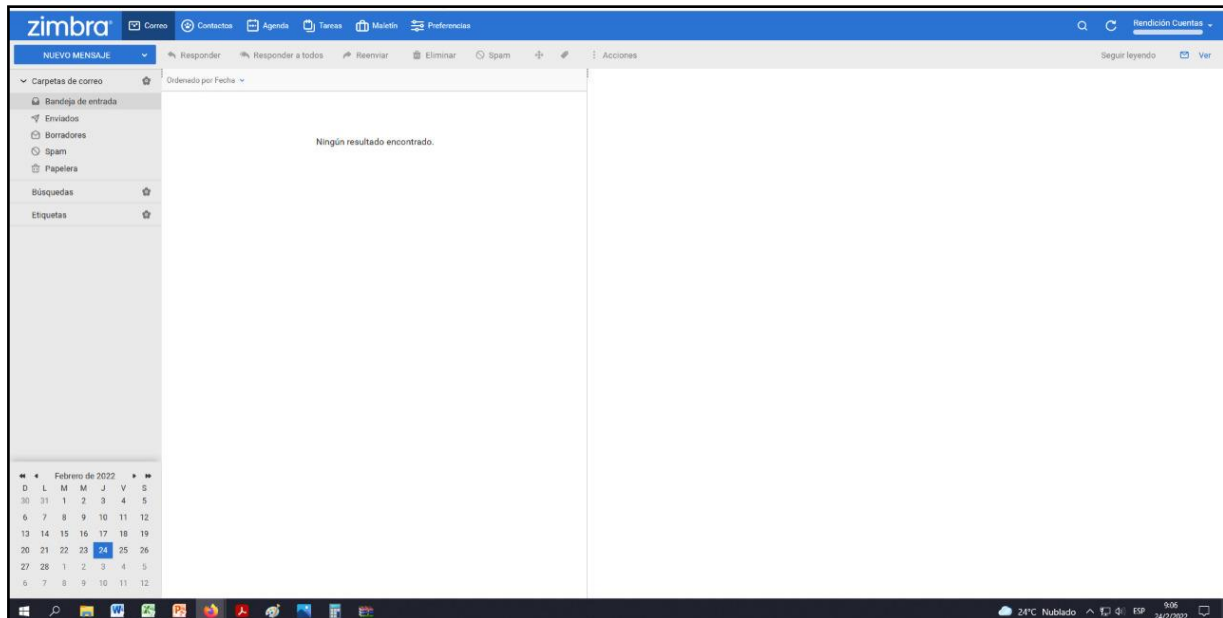 zimbra Correo Contactos Agenda Tareas Maletín Preferencias Rendición Cuentas
NUEVO MENSAJE Responder Responder a todos Reenviar Eliminar Spam Acciones Seguir leyendo Ver
Carpetas de correo
Ordenado por Fecha
Bandeja de entrada
Enviados
Borradores
Spam
Papelera
Ningún resultado encontrado.
Búsquedas
Etiquetas
Febrero de 2022
D L M M J V S
30 31 1 2 3 4 5
6 7 8 9 10 11 12
13 14 15 16 17 18 19
20 21 22 23 24 25 26
27 28 1 2 3 4 5
6 7 8 9 10 11 12
24°C Nublado ESP 9:06
24/2/2022